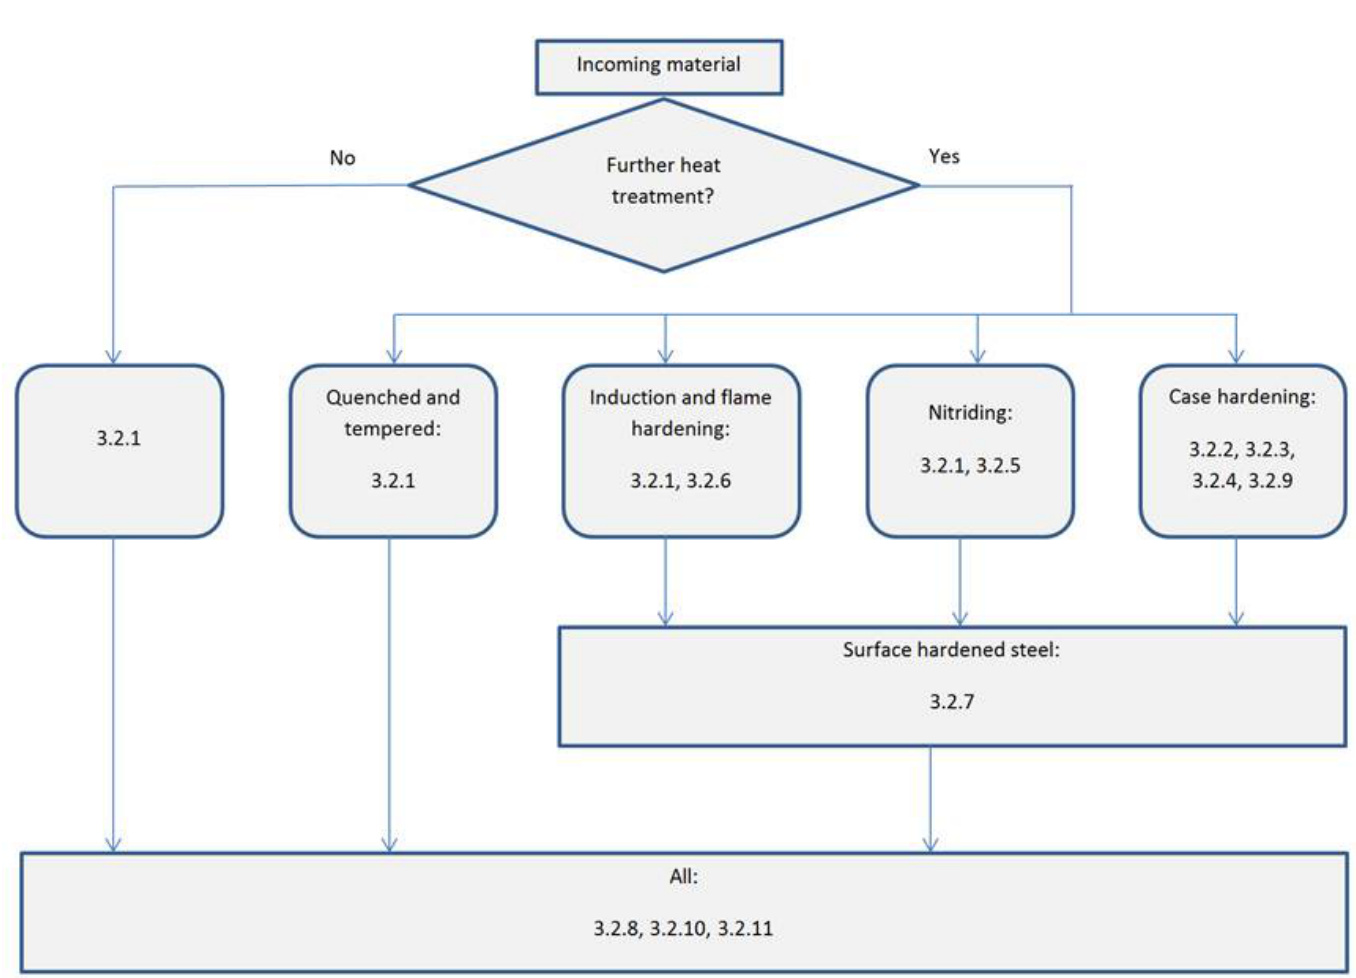 Incoming material
Further heat
treatment?
No
Yes
3.2.1
Quenched and
tempered:
3.2.1
Induction and flame
hardening:
3.2.1, 3.2.6
Nitriding:
3.2.1, 3.2.5
Case hardening:
3.2.2, 3.2.3,
3.2.4, 3.2.9
Surface hardened steel:
3.2.7
All:
3.2.8, 3.2.10, 3.2.11